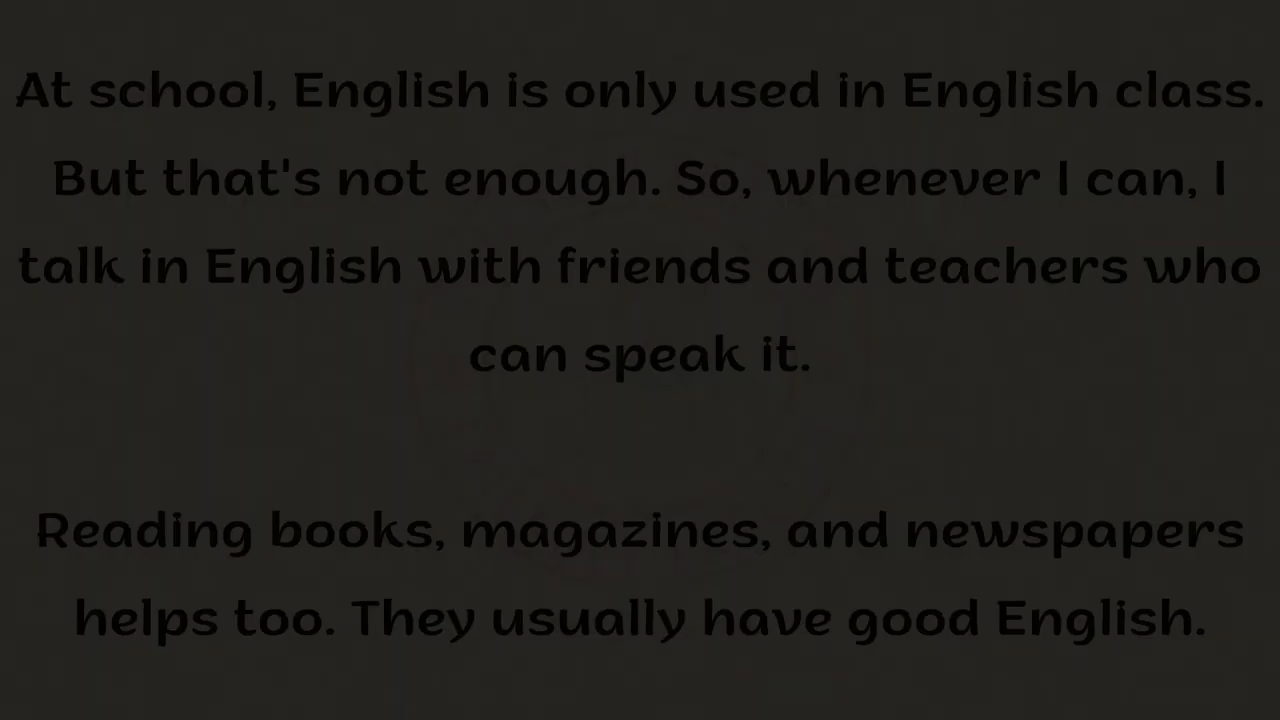 At school, English is only used in English class.
But that's not enough. So, whenever I can, I
talk in English with friends and teachers who
can speak it.
Reading books, magazines, and newspapers
helps too. They usually have good English.